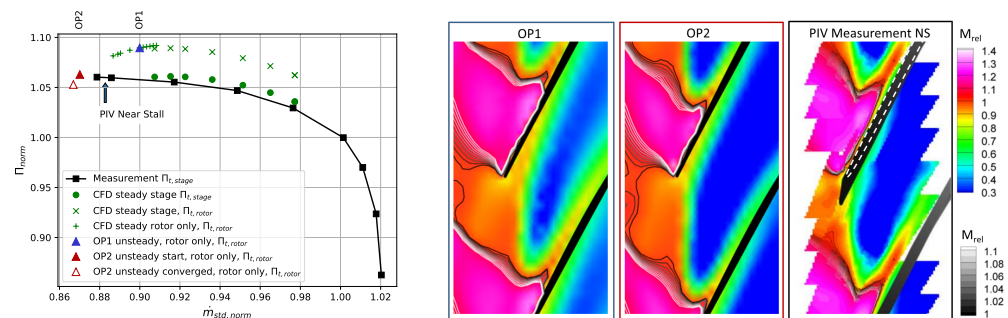 OP2
OP1
1.10
1.05
1.00
0.95
0.90
Π_norm
PIV Near Stall
Measurement Π_t,stage
CFD steady stage Π_t,stage
CFD steady stage, Π_t,rotor
CFD steady rotor only, Π_t,rotor
OP1 unsteady, rotor only, Π_t,rotor
OP2 unsteady start, rotor only, Π_t,rotor
OP2 unsteady converged, rotor only, Π_t,rotor
0.86 0.88 0.90 0.92 0.94 0.96 0.98 1.00 1.02
ṁ_std,norm
OP1
OP2
PIV Measurement NS
M_rel
1.4
1.3
1.2
1.1
1
0.9
0.8
0.7
0.6
0.5
0.4
0.3
M_rel
1.1
1.08
1.06
1.04
1.02
1